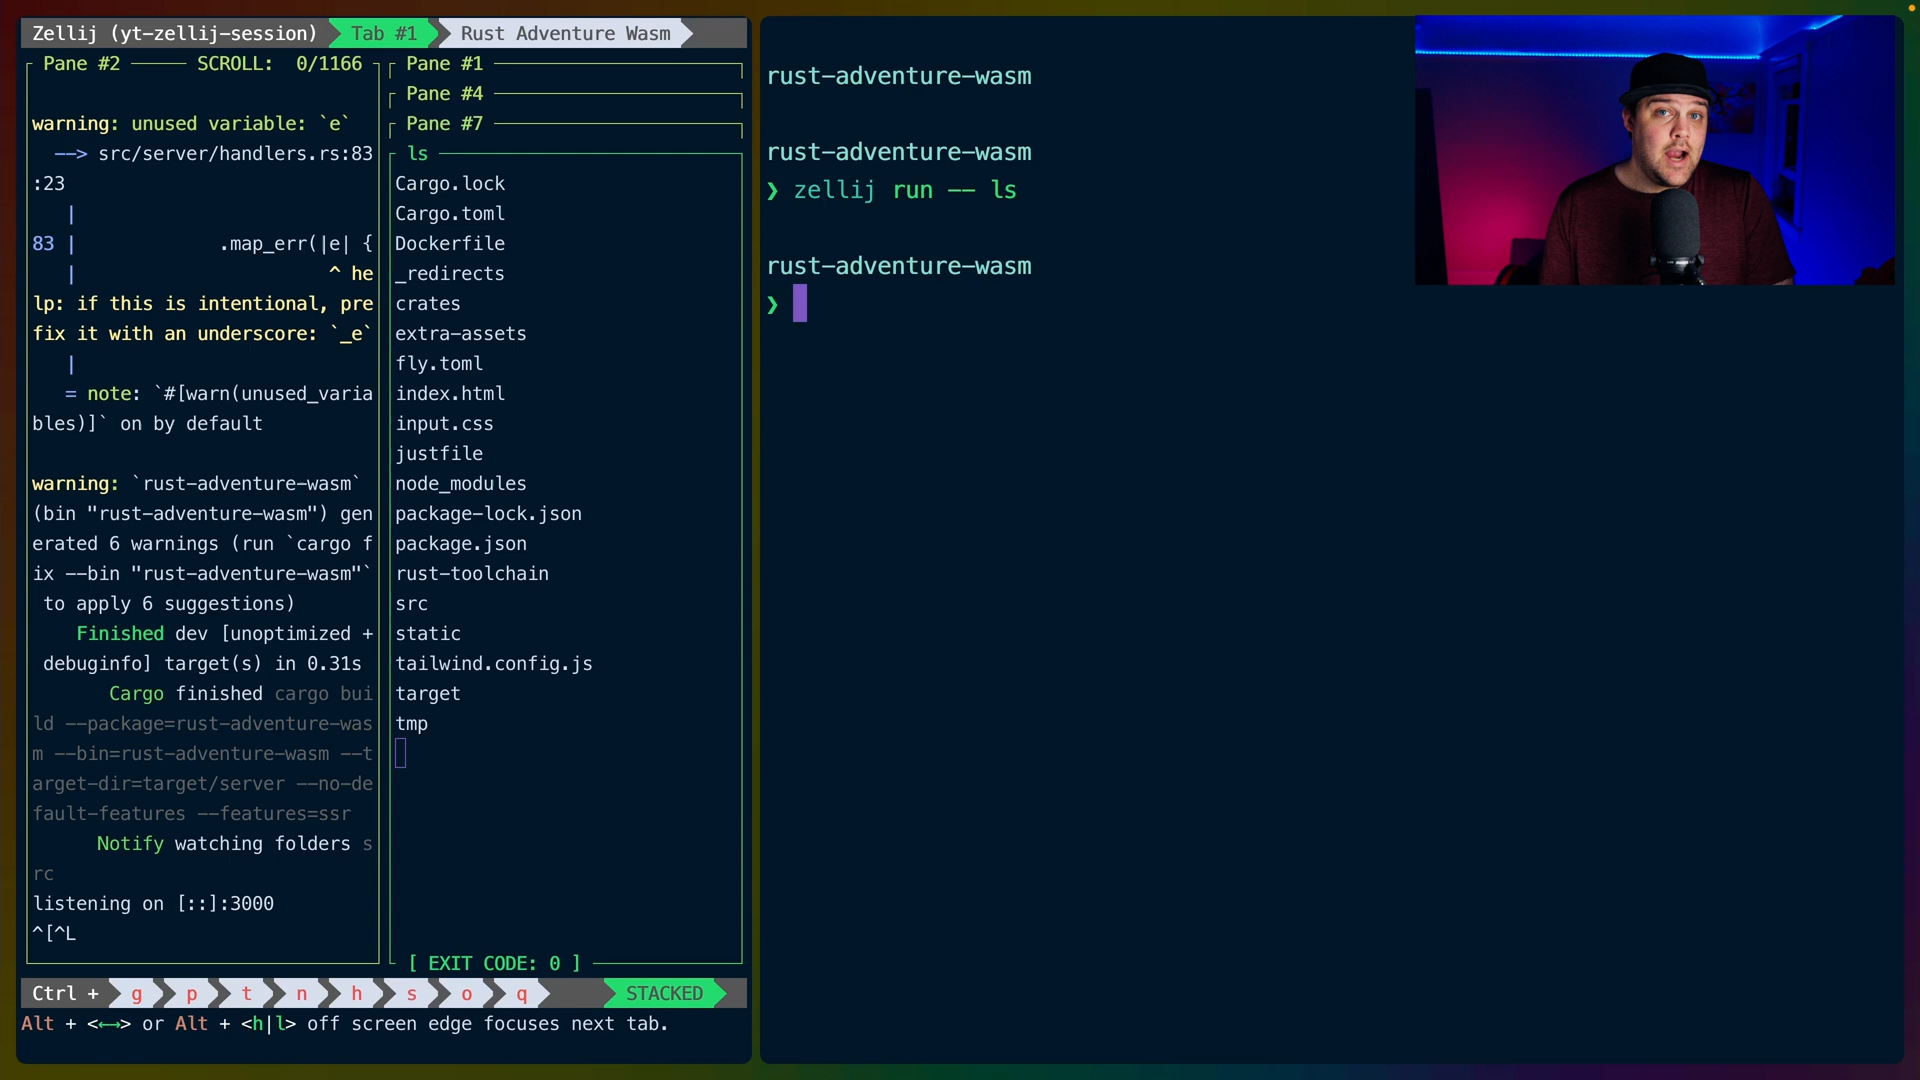 Zellij (yt-zellij-session) Tab #1 Rust Adventure Wasm
Pane #2 SCROLL: 0/1166
warning: unused variable: `e`
--> src/server/handlers.rs:83
:23
|
83 | .map_err(|e| {
| ^ he
lp: if this is intentional, pre
fix it with an underscore: `_e`
|
= note: `#[warn(unused_varia
bles)]` on by default
warning: `rust-adventure-wasm`
(bin "rust-adventure-wasm") gen
erated 6 warnings (run `cargo f
ix --bin "rust-adventure-wasm"`
to apply 6 suggestions)
Finished dev [unoptimized +
debuginfo] target(s) in 0.31s
Cargo finished cargo bui
ld --package=rust-adventure-was
m --bin=rust-adventure-wasm --t
arget-dir=target/server --no-de
fault-features --features=ssr
Notify watching folders s
rc
listening on [::]:3000
^[^L
Pane #1
Pane #4
Pane #7
ls
Cargo.lock
Cargo.toml
Dockerfile
_redirects
crates
extra-assets
fly.toml
index.html
input.css
justfile
node_modules
package-lock.json
package.json
rust-toolchain
src
static
tailwind.config.js
target
tmp
[ EXIT CODE: 0 ]
Ctrl + g p t n h s o q STACKED
Alt + <←→> or Alt + <h|l> off screen edge focuses next tab.
rust-adventure-wasm
rust-adventure-wasm
❯ zellij run -- ls
rust-adventure-wasm
❯